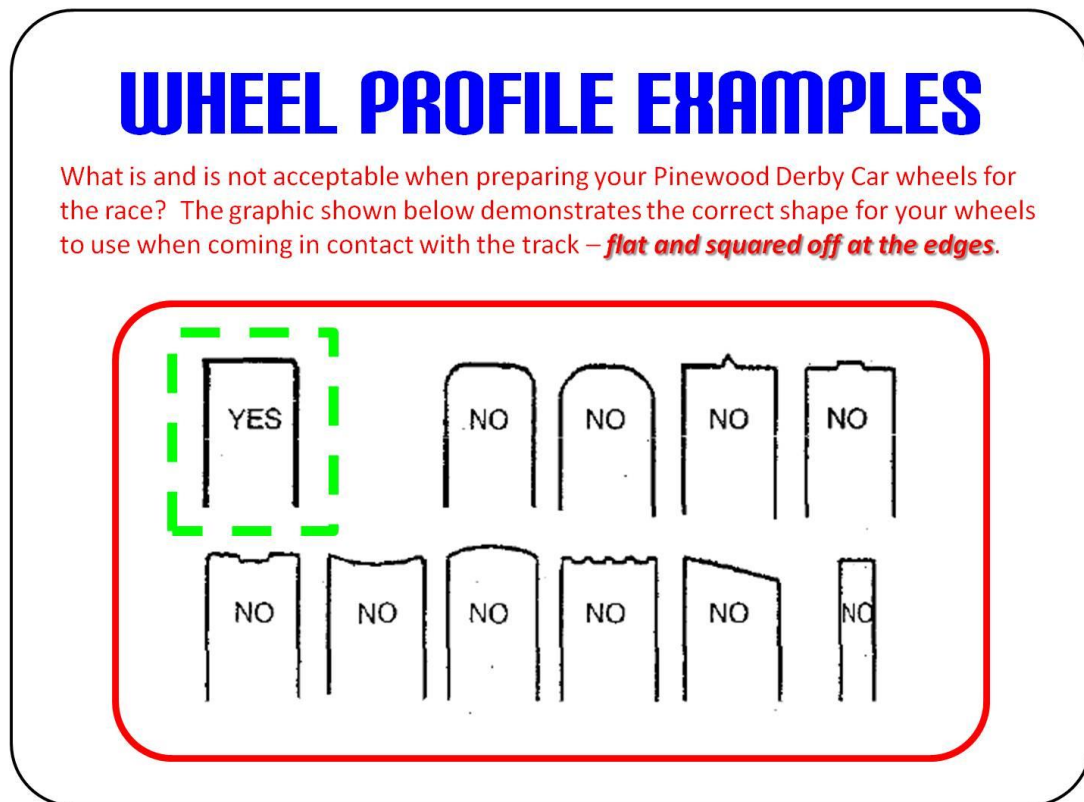 WHEEL PROFILE EXAMPLES
What is and is not acceptable when preparing your Pinewood Derby Car wheels for
the race? The graphic shown below demonstrates the correct shape for your wheels
to use when coming in contact with the track – flat and squared off at the edges.
YES NO NO NO NO
NO NO NO NO NO NO